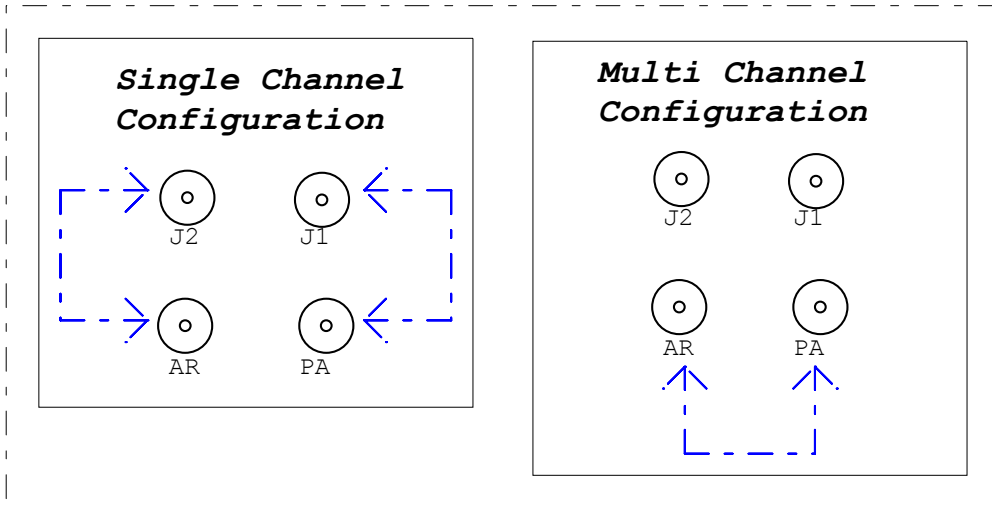 Single Channel
Configuration
J2 J1
AR PA
Multi Channel
Configuration
J2 J1
AR PA